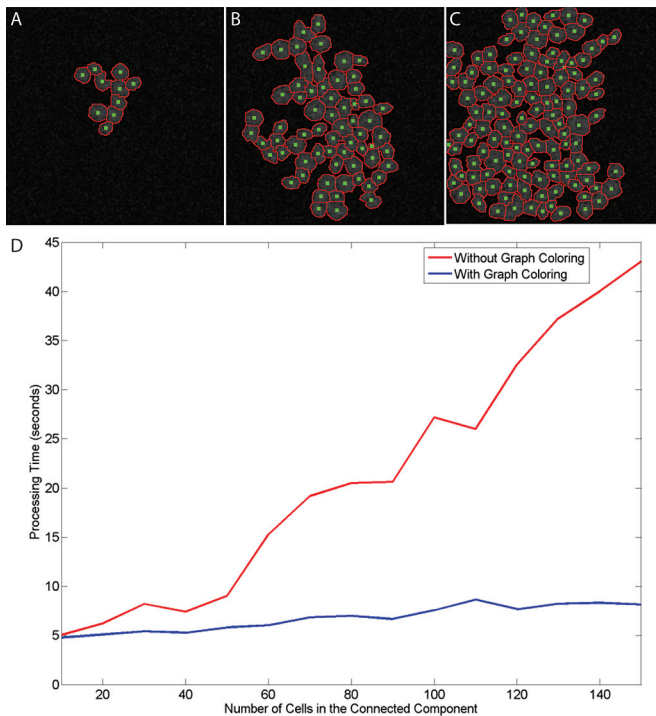 A
B
C
D
45
40
35
30
25
20
15
10
5
0
Processing Time (seconds)
Without Graph Coloring
With Graph Coloring
20
40
60
80
100
120
140
Number of Cells in the Connected Component